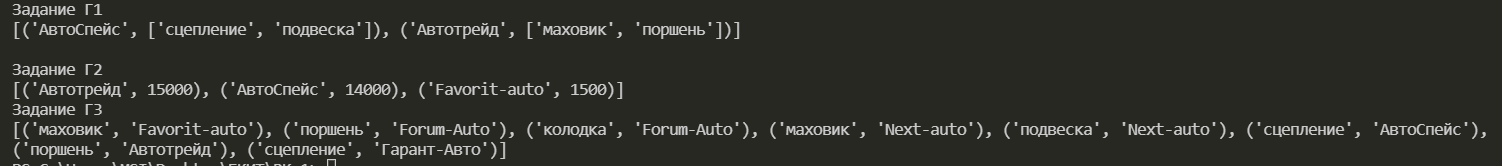 Задание Г1
[('АвтоСпейс', ['сцепление', 'подвеска']), ('Автотрейд', ['маховик', 'поршень'])]
Задание Г2
[('Автотрейд', 15000), ('АвтоСпейс', 14000), ('Favorit-auto', 1500)]
Задание Г3
[('маховик', 'Favorit-auto'), ('поршень', 'Forum-Auto'), ('колодка', 'Forum-Auto'), ('маховик', 'Next-auto'), ('подвеска', 'Next-auto'), ('сцепление', 'АвтоСпейс'),
('поршень', 'Автотрейд'), ('сцепление', 'Гарант-Авто')]